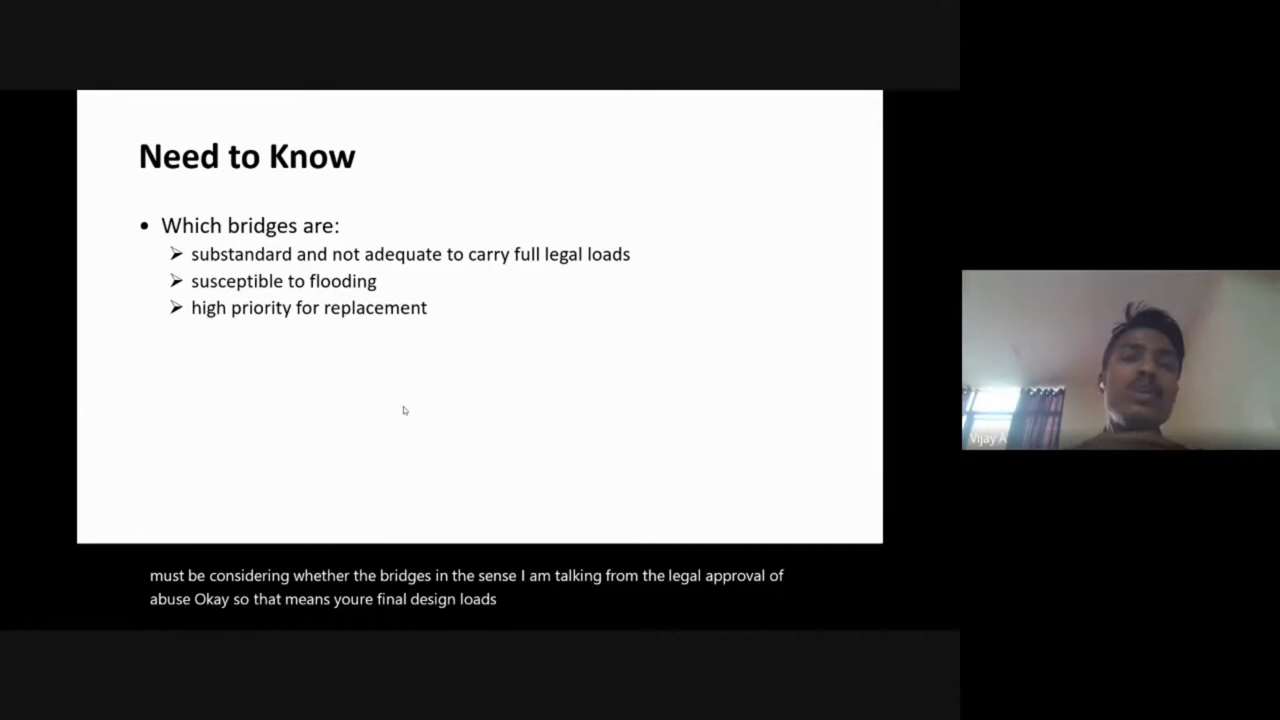 Need to Know
• Which bridges are:
➢ substandard and not adequate to carry full legal loads
➢ susceptible to flooding
➢ high priority for replacement
Vijay A
must be considering whether the bridges in the sense I am talking from the legal approval of
abuse Okay so that means youre final design loads